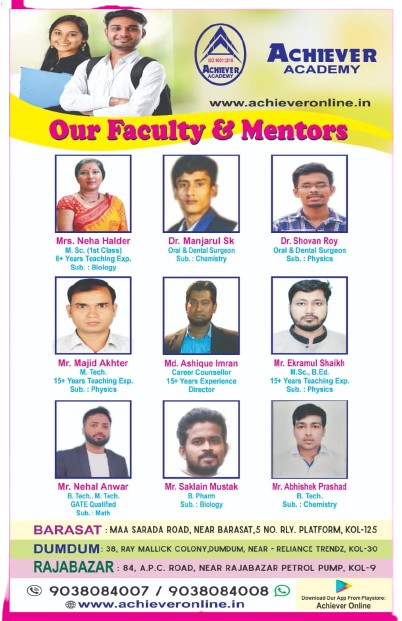 ISO 9001:2015
ACHIEVER
ACADEMY
ACHIEVER
ACADEMY
www.achieveronline.in
Our Faculty & Mentors
Mrs. Neha Halder
M. Sc. (1st Class)
6+ Years Teaching Exp.
Sub. : Biology
Dr. Manjarul Sk
Oral & Dental Surgeon
Sub. : Chemistry
Dr. Shovan Roy
Oral & Dental Surgeon
Sub. : Physics
Mr. Majid Akhter
M. Tech.
15+ Years Teaching Exp.
Sub. : Physics
Md. Ashique Imran
Career Counsellor
15+ Years Experience
Director
Mr. Ekramul Shaikh
M.Sc., B.Ed.
15+ Years Teaching Exp.
Sub. : Physics
Mr. Nehal Anwar
B. Tech, M. Tech.
GATE Qualified
Sub. : Math
Mr. Saklain Mustak
B. Pharm
Sub. : Biology
Mr. Abhishek Prashad
B. Tech.
Sub. : Chemistry
BARASAT : MAA SARADA ROAD, NEAR BARASAT,5 NO. RLY. PLATFORM, KOL-125
DUMDUM : 38, RAY MALLICK COLONY,DUMDUM, NEAR - RELIANCE TRENDZ, KOL-30
RAJABAZAR : 84, A.P.C. ROAD, NEAR RAJABAZAR PETROL PUMP, KOL-9
9038084007 / 9038084008
www.achieveronline.in
Download Our App From Playstore:
Achiever Online